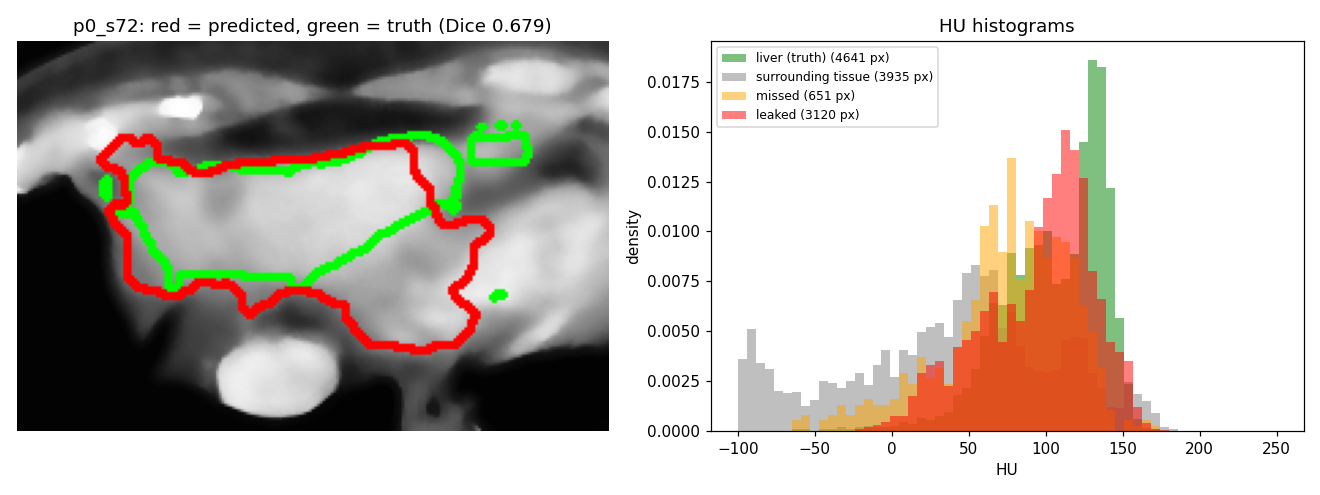 p0_s72: red = predicted, green = truth (Dice 0.679)
HU histograms
liver (truth) (4641 px)
surrounding tissue (3935 px)
missed (651 px)
leaked (3120 px)
density
0.0175
0.0150
0.0125
0.0100
0.0075
0.0050
0.0025
0.0000
−100 −50 0 50 100 150 200 250
HU